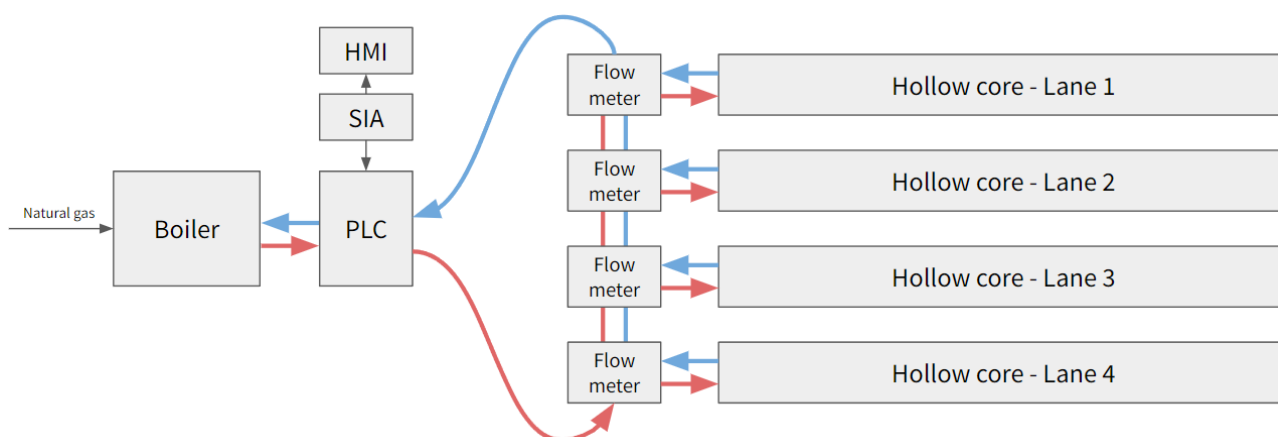 HMI
SIA
Natural gas
Boiler
PLC
Flow
meter
Hollow core - Lane 1
Flow
meter
Hollow core - Lane 2
Flow
meter
Hollow core - Lane 3
Flow
meter
Hollow core - Lane 4